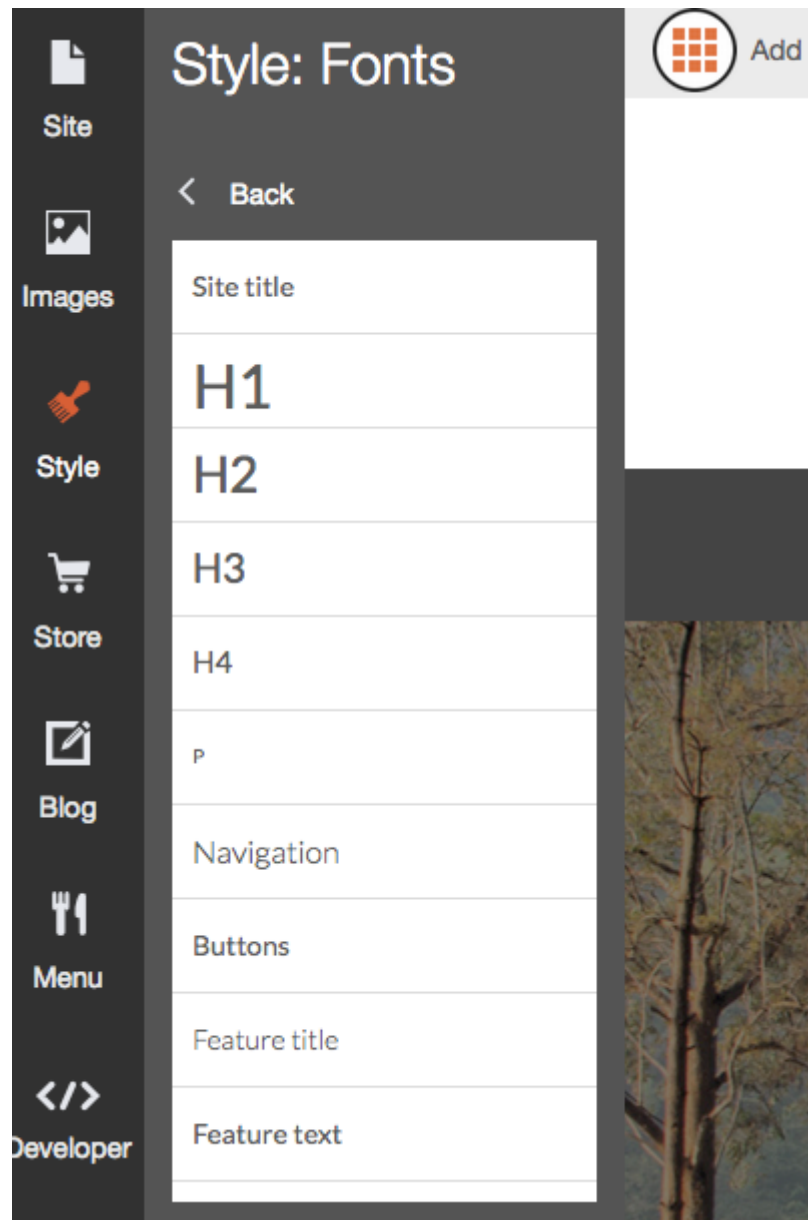 Site
Images
Style
Store
Blog
Menu
</>
Developer
Style: Fonts
Back
Site title
H1
H2
H3
H4
P
Navigation
Buttons
Feature title
Feature text
Add